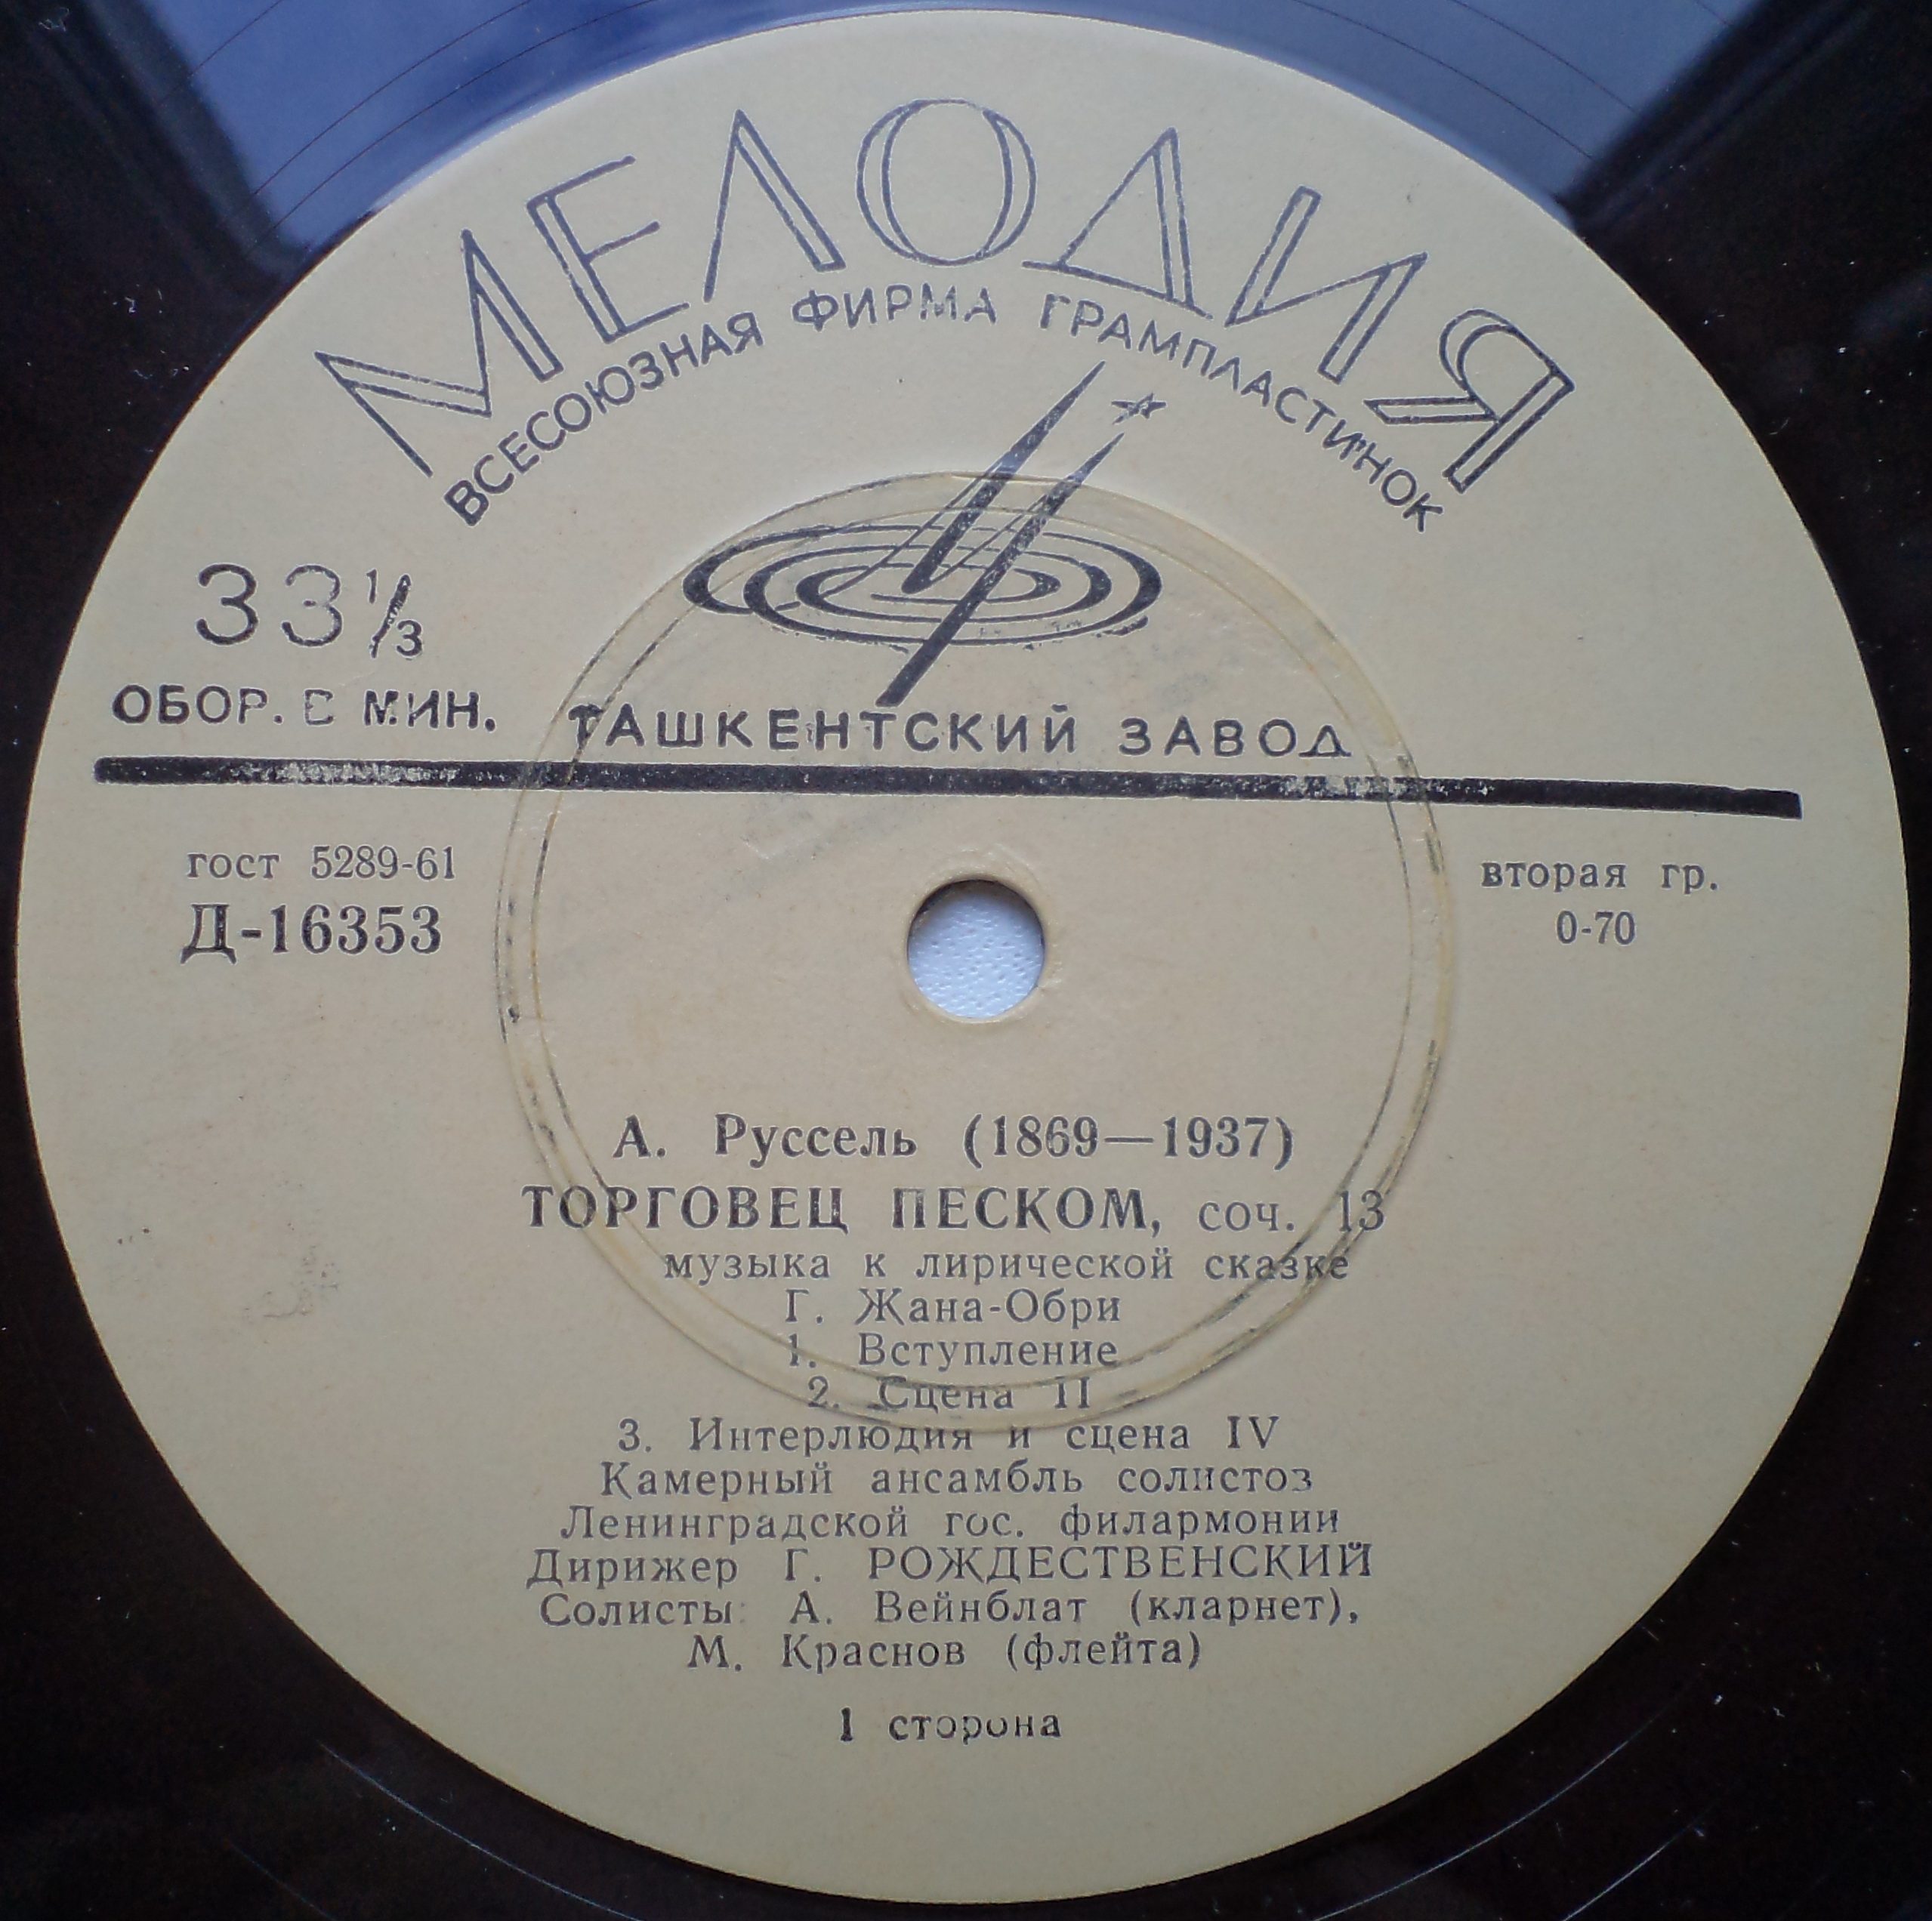 МЕЛОДИЯ
ВСЕСОЮЗНАЯ ФИРМА ГРАМПЛАСТИНОК
33 1/3
ОБОР. В МИН.
ТАШКЕНТСКИЙ ЗАВОД
гост 5289-61
Д-16353
вторая гр.
0-70
А. Руссель (1869—1937)
ТОРГОВЕЦ ПЕСКОМ, соч. 13
музыка к лирической сказке
Г. Жана-Обри
1. Вступление
2. Сцена II
3. Интерлюдия и сцена IV
Камерный ансамбль солистов
Ленинградской гос. филармонии
Дирижер Г. РОЖДЕСТВЕНСКИЙ
Солисты: А. Вейнблат (кларнет),
М. Краснов (флейта)
1 сторона